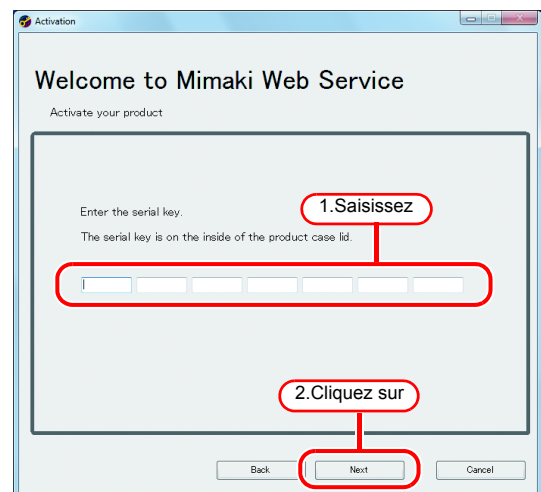 Activation
Welcome to Mimaki Web Service
Activate your product
1.Saisissez
Enter the serial key.
The serial key is on the inside of the product case lid.
2.Cliquez sur
Back Next Cancel